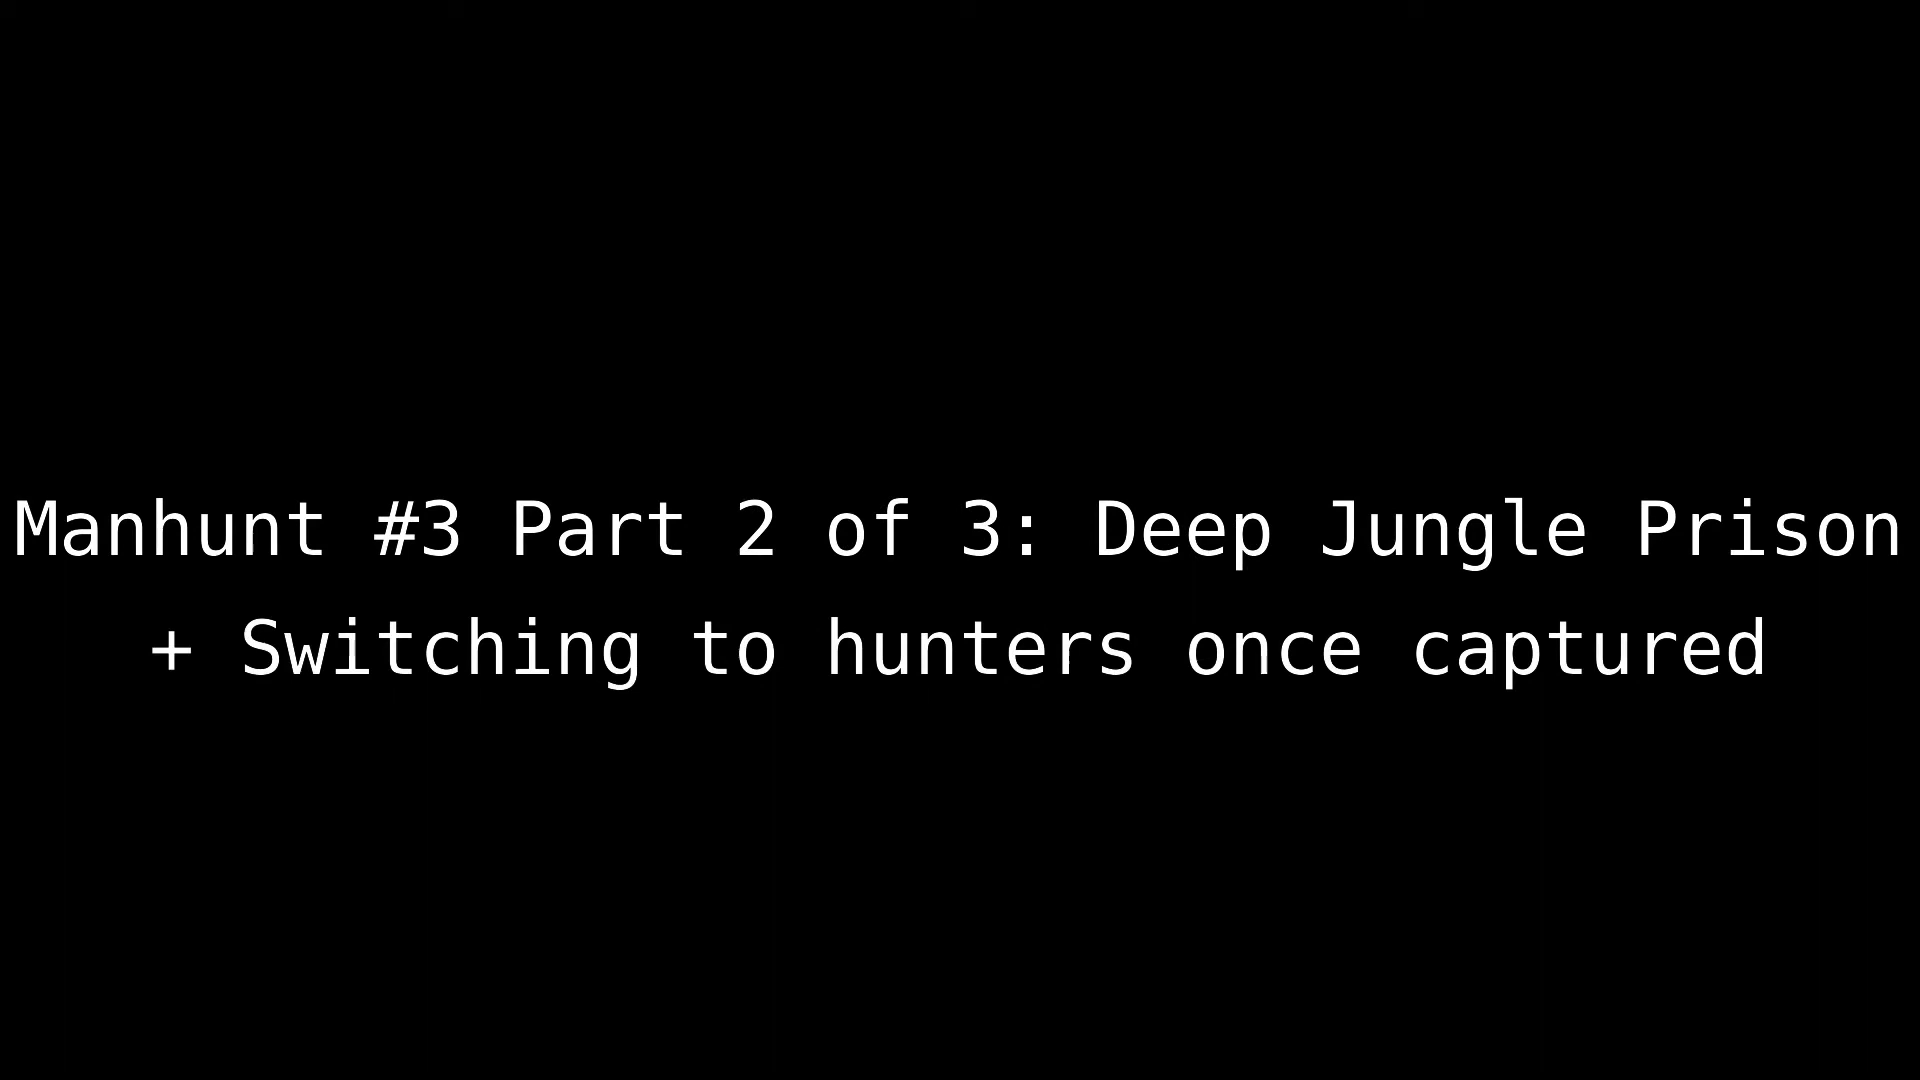 Manhunt #3 Part 2 of 3: Deep Jungle Prison
+ Switching to hunters once captured